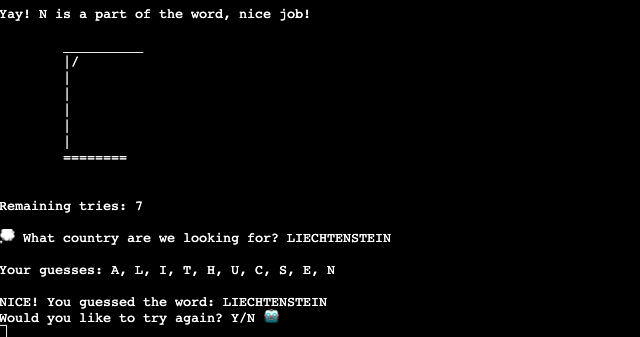 Yay! N is a part of the word, nice job!
Remaining tries: 7
What country are we looking for? LIECHTENSTEIN
Your guesses: A, L, I, T, H, U, C, S, E, N
NICE! You guessed the word: LIECHTENSTEIN
Would you like to try again? Y/N